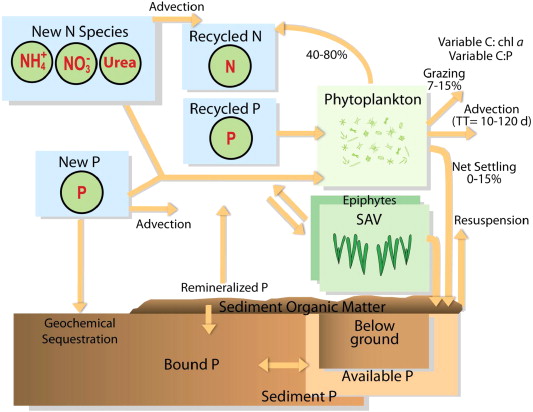 New N Species
NH4+
NO3-
Urea
Advection
Recycled N
N
40-80%
Variable C: chl a
Variable C:P
Grazing
7-15%
Recycled P
P
Phytoplankton
Advection
(TT= 10-120 d)
New P
P
Advection
Net Settling
0-15%
Epiphytes
SAV
Resuspension
Remineralized P
Sediment Organic Matter
Geochemical
Sequestration
Below
ground
Bound P
Available P
Sediment P